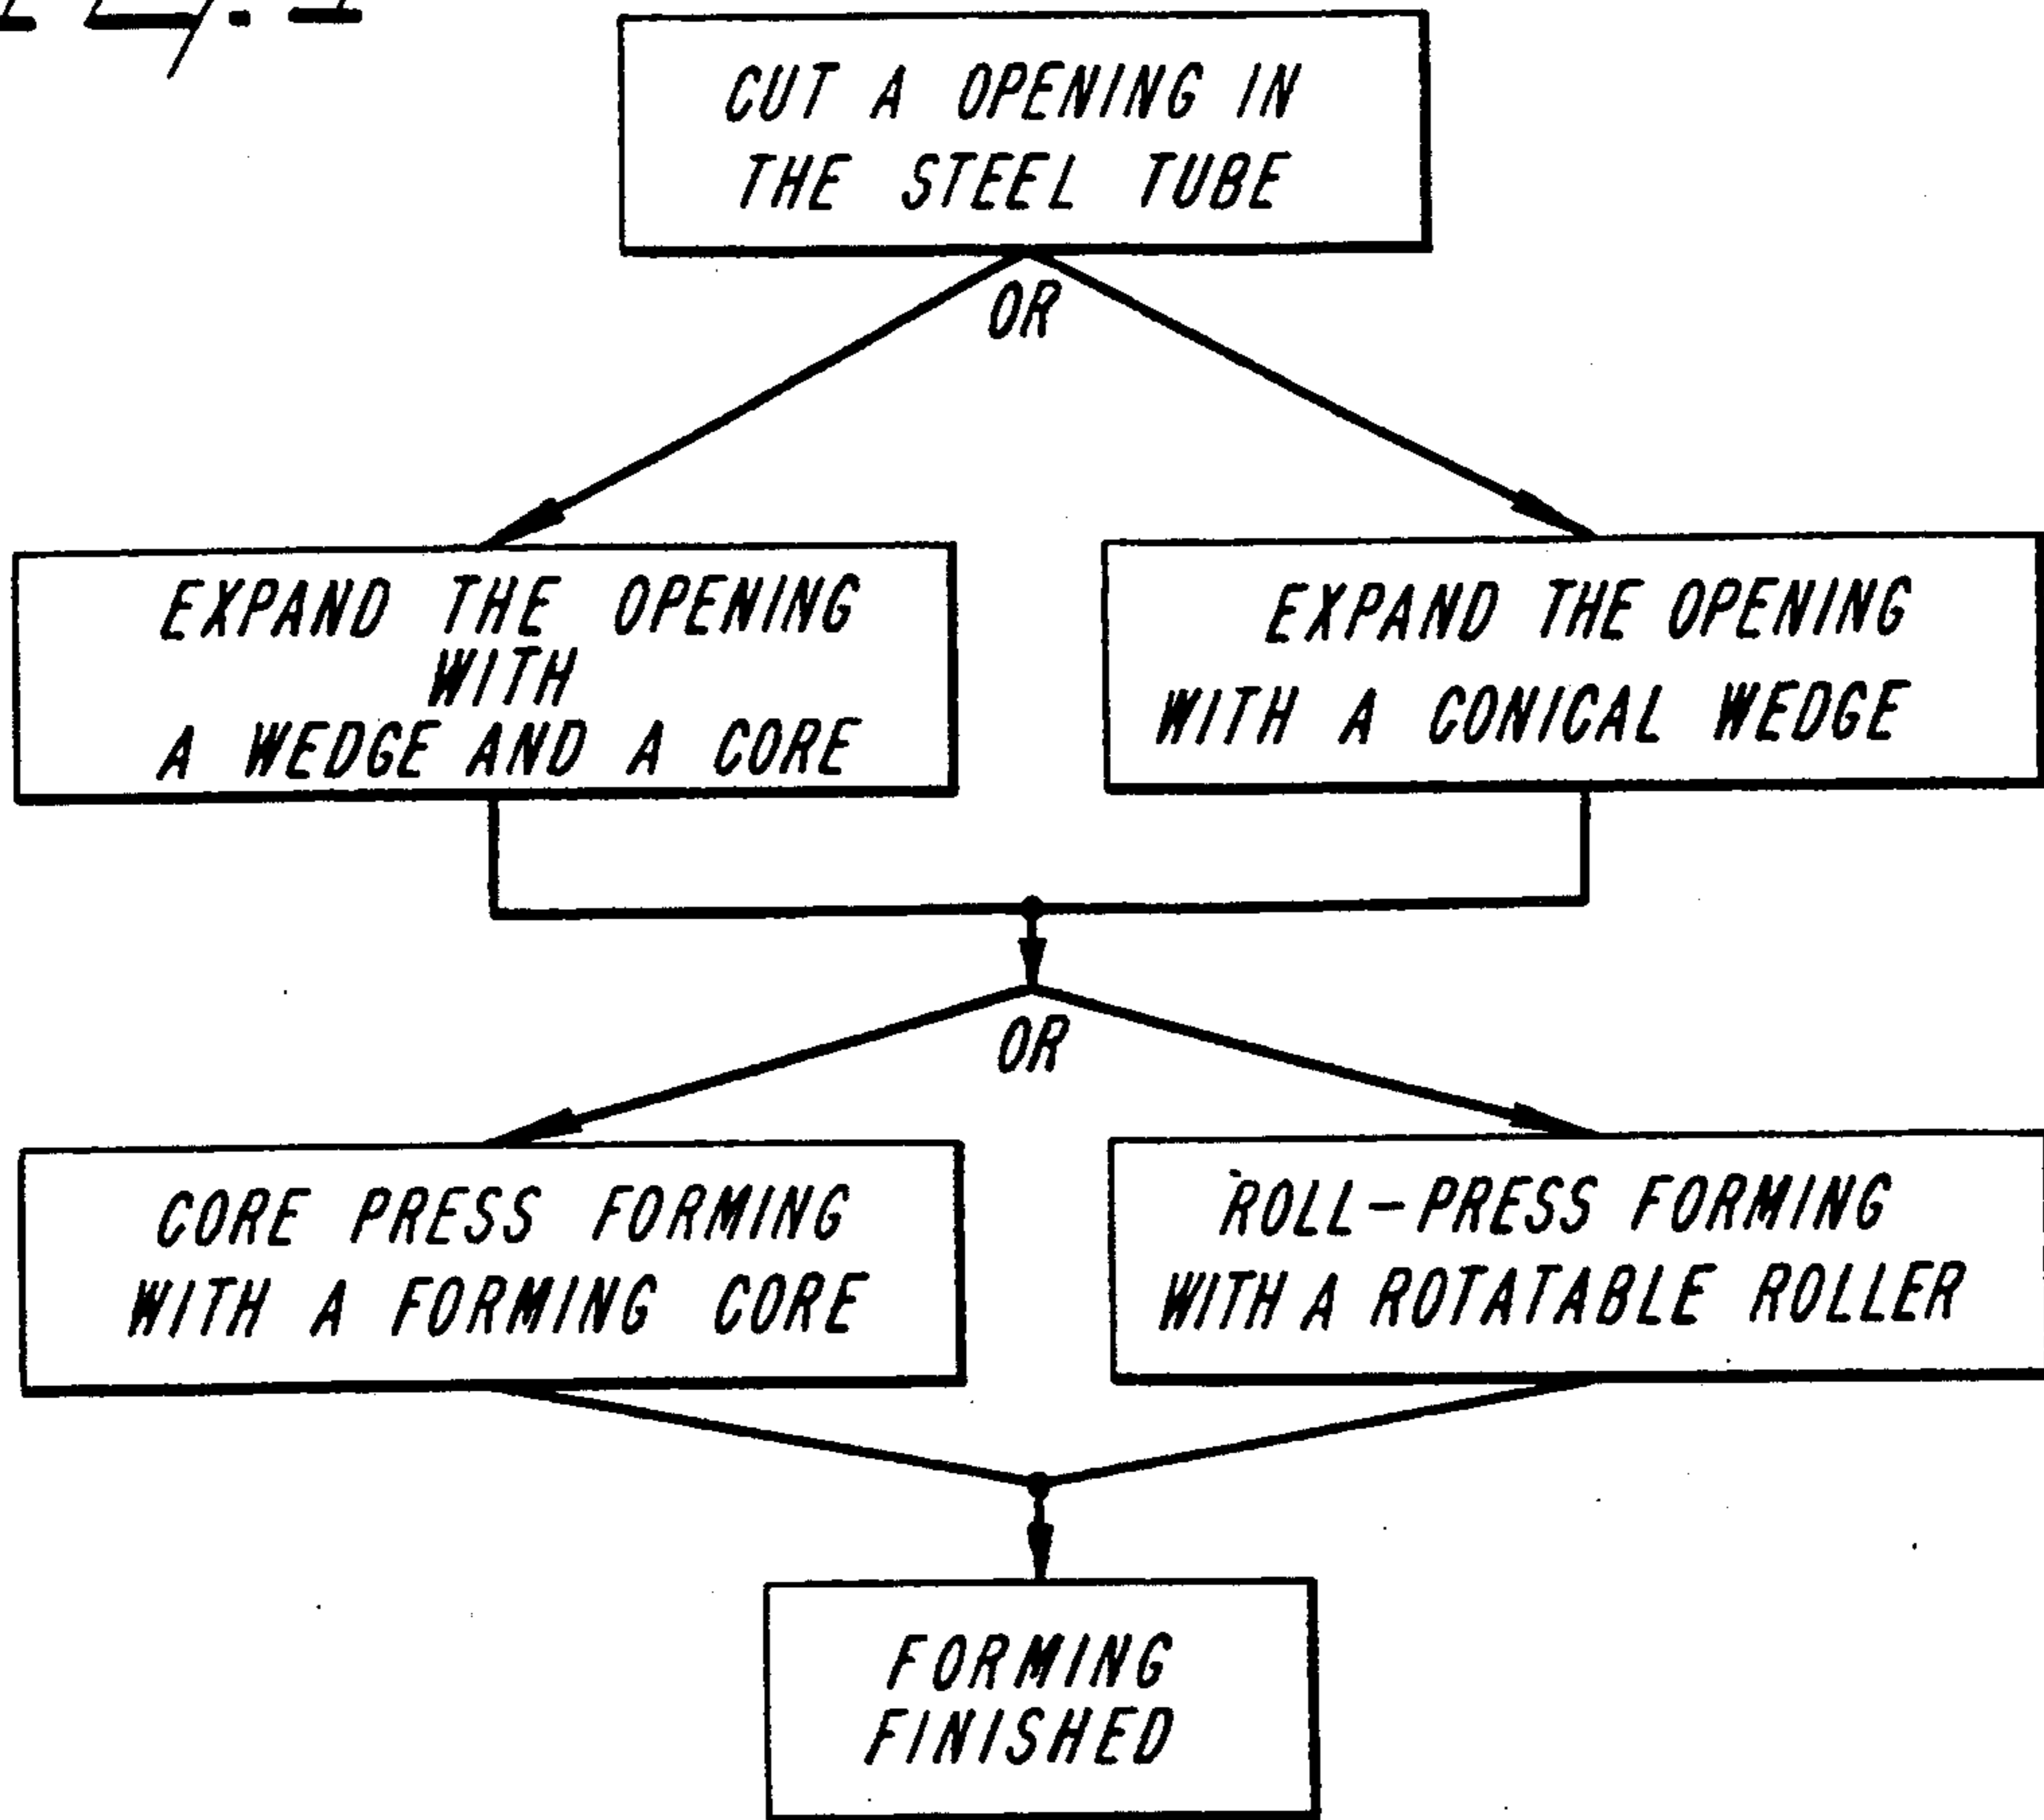 CUT A OPENING IN
THE STEEL TUBE
OR
EXPAND THE OPENING
WITH
A WEDGE AND A CORE
EXPAND THE OPENING
WITH A CONICAL WEDGE
OR
CORE PRESS FORMING
WITH A FORMING CORE
ROLL-PRESS FORMING
WITH A ROTATABLE ROLLER
FORMING
FINISHED